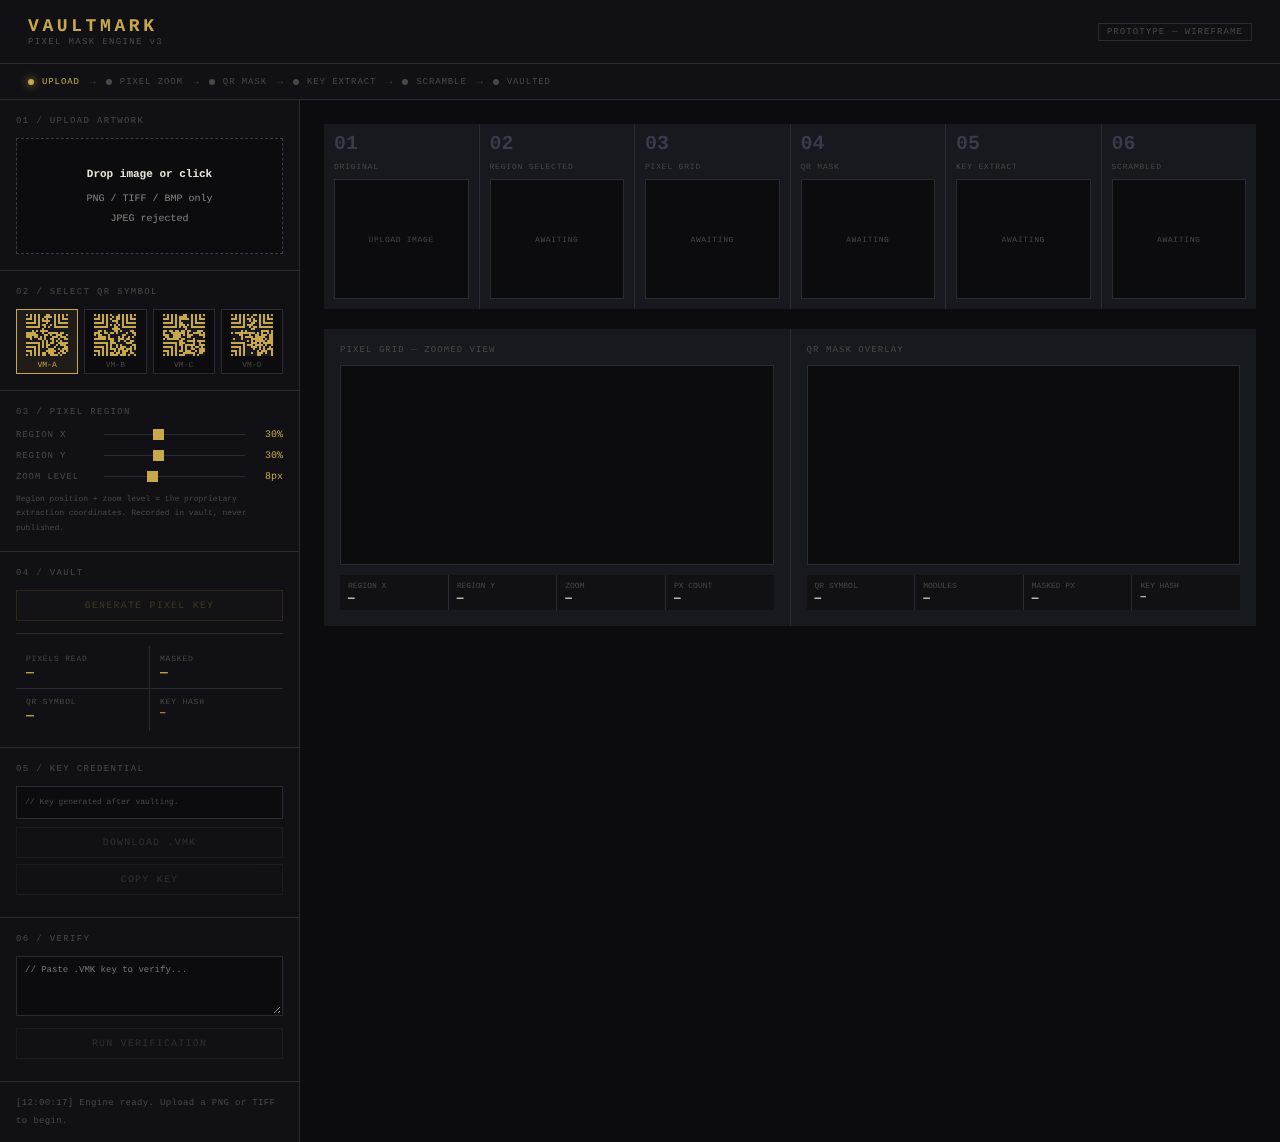 VAULTMARK
PIXEL MASK ENGINE v3
PROTOTYPE — WIREFRAME
UPLOAD → PIXEL ZOOM → QR MASK → KEY EXTRACT → SCRAMBLE → VAULTED
01 / UPLOAD ARTWORK
Drop image or click
PNG / TIFF / BMP only
JPEG rejected
02 / SELECT QR SYMBOL
VM-A
VM-B
VM-C
VM-D
03 / PIXEL REGION
REGION X 30%
REGION Y 30%
ZOOM LEVEL 8px
Region position + zoom level = the proprietary
extraction coordinates. Recorded in vault, never
published.
04 / VAULT
GENERATE PIXEL KEY
PIXELS READ
—
MASKED
—
QR SYMBOL
—
KEY HASH
—
05 / KEY CREDENTIAL
// Key generated after vaulting.
DOWNLOAD .VMK
COPY KEY
06 / VERIFY
// Paste .VMK key to verify...
RUN VERIFICATION
[12:00:17] Engine ready. Upload a PNG or TIFF
to begin.
01
ORIGINAL
UPLOAD IMAGE
02
REGION SELECTED
AWAITING
03
PIXEL GRID
AWAITING
04
QR MASK
AWAITING
05
KEY EXTRACT
AWAITING
06
SCRAMBLED
AWAITING
PIXEL GRID — ZOOMED VIEW
REGION X
—
REGION Y
—
ZOOM
—
PX COUNT
—
QR MASK OVERLAY
QR SYMBOL
—
MODULES
—
MASKED PX
—
KEY HASH
—